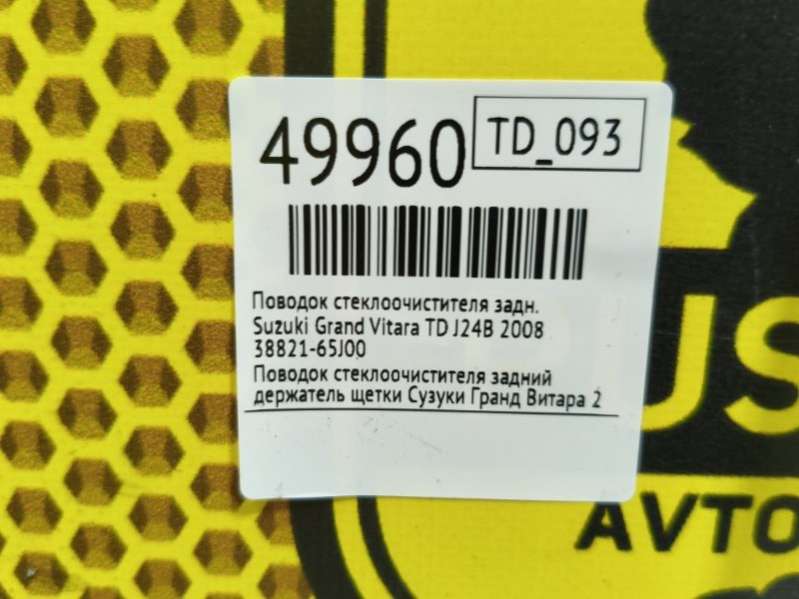 49960
TD_093
Поводок стеклоочистителя задн.
Suzuki Grand Vitara TD J24B 2008
38821-65J00
Поводок стеклоочистителя задний
держатель щетки Сузуки Гранд Витара 2
US
AVTO